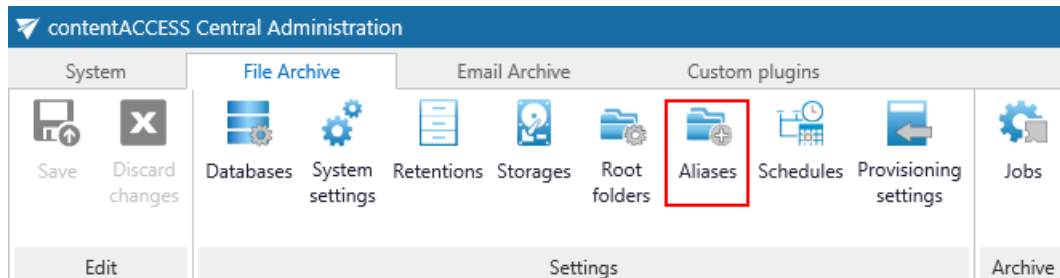 contentACCESS Central Administration
System File Archive Email Archive Custom plugins
Save Discard changes Databases System settings Retentions Storages Root folders Aliases Schedules Provisioning settings Jobs
Edit Settings Archive